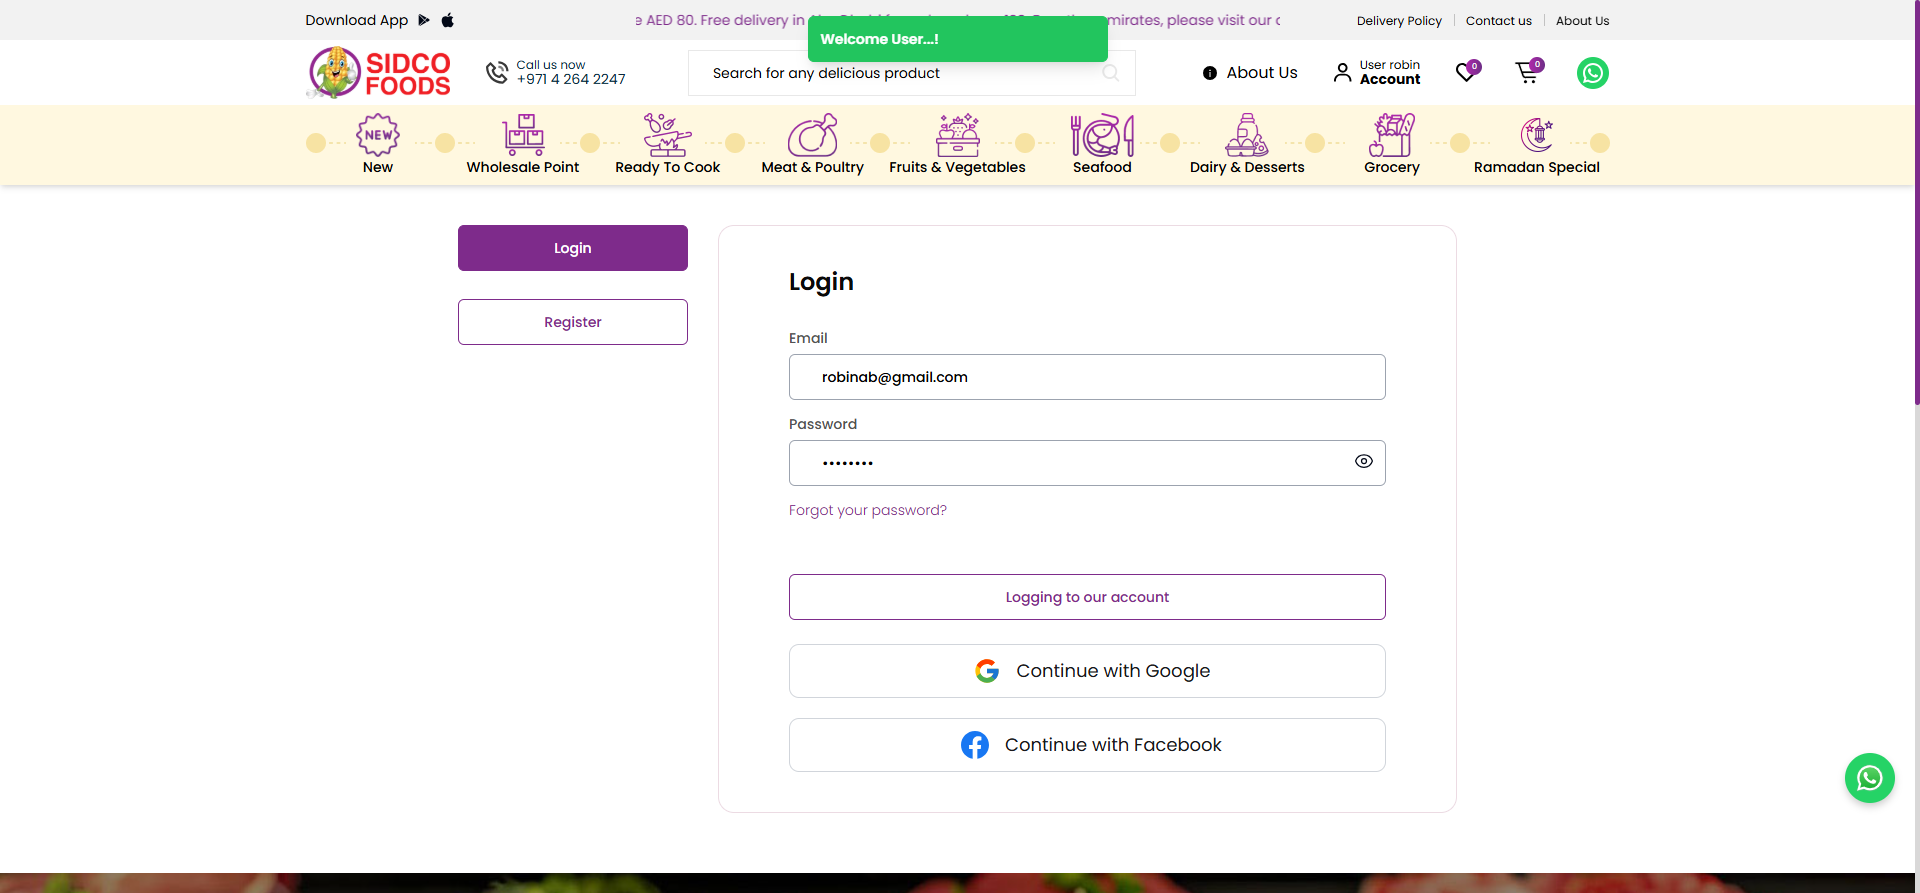 Download App
AED 80. Free delivery in
mirates, please visit our
Delivery Policy
Contact us
About Us
Welcome User...!
SIDCO
FOODS
Call us now
+971 4 264 2247
Search for any delicious product
About Us
User robin
Account
0
0
NEW
New
Wholesale Point
Ready To Cook
Meat & Poultry
Fruits & Vegetables
Seafood
Dairy & Desserts
Grocery
Ramadan Special
Login
Register
Login
Email
robinab@gmail.com
Password
••••••••
Forgot your password?
Logging to our account
Continue with Google
Continue with Facebook